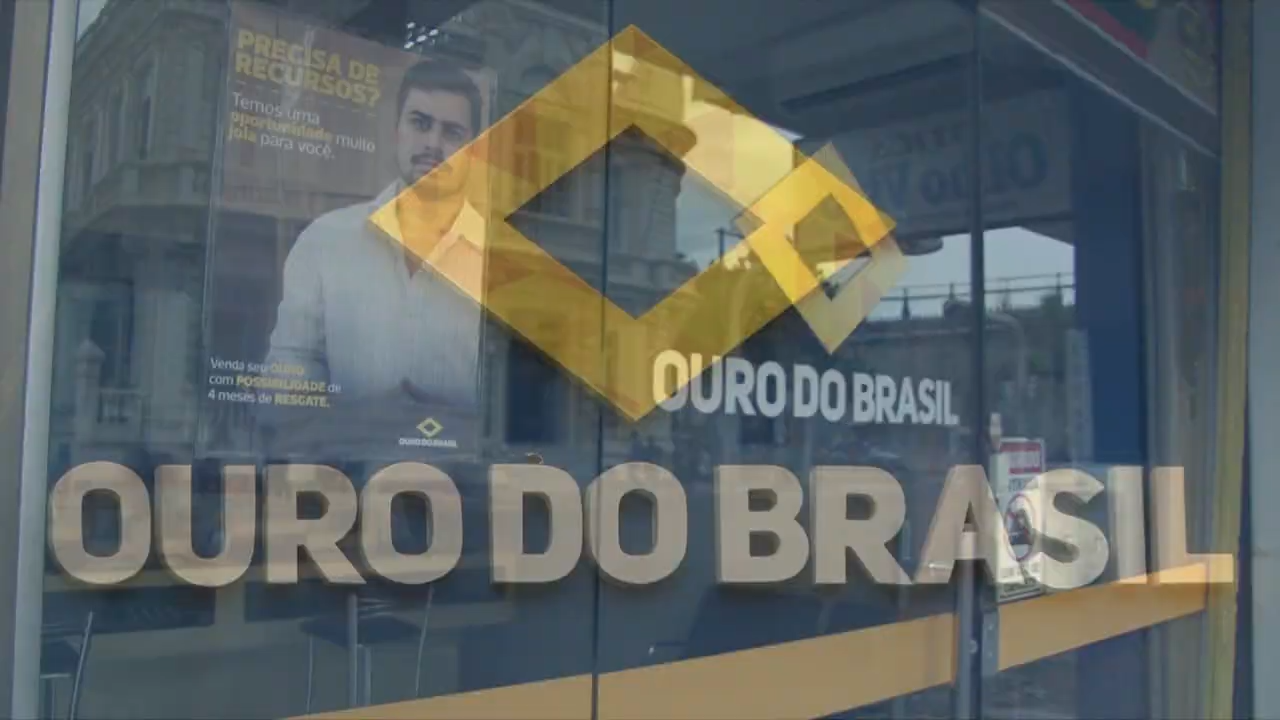 PRECISA DE
RECURSOS?
Temos uma
oportunidade muito
joia para você.
Venda seu OURO
com POSSIBILIDADE de
4 meses de RESGATE.
OURO DO BRASIL
OURO DO BRASIL
OURO DO BRASIL